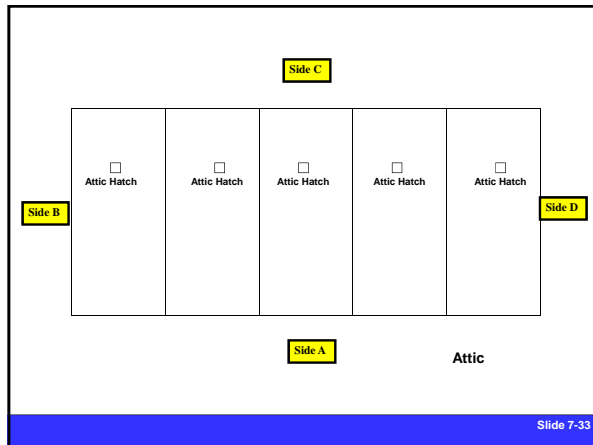 Side C
Attic Hatch Attic Hatch Attic Hatch Attic Hatch Attic Hatch
Side B
Side D
Side A
Attic
Slide 7-33